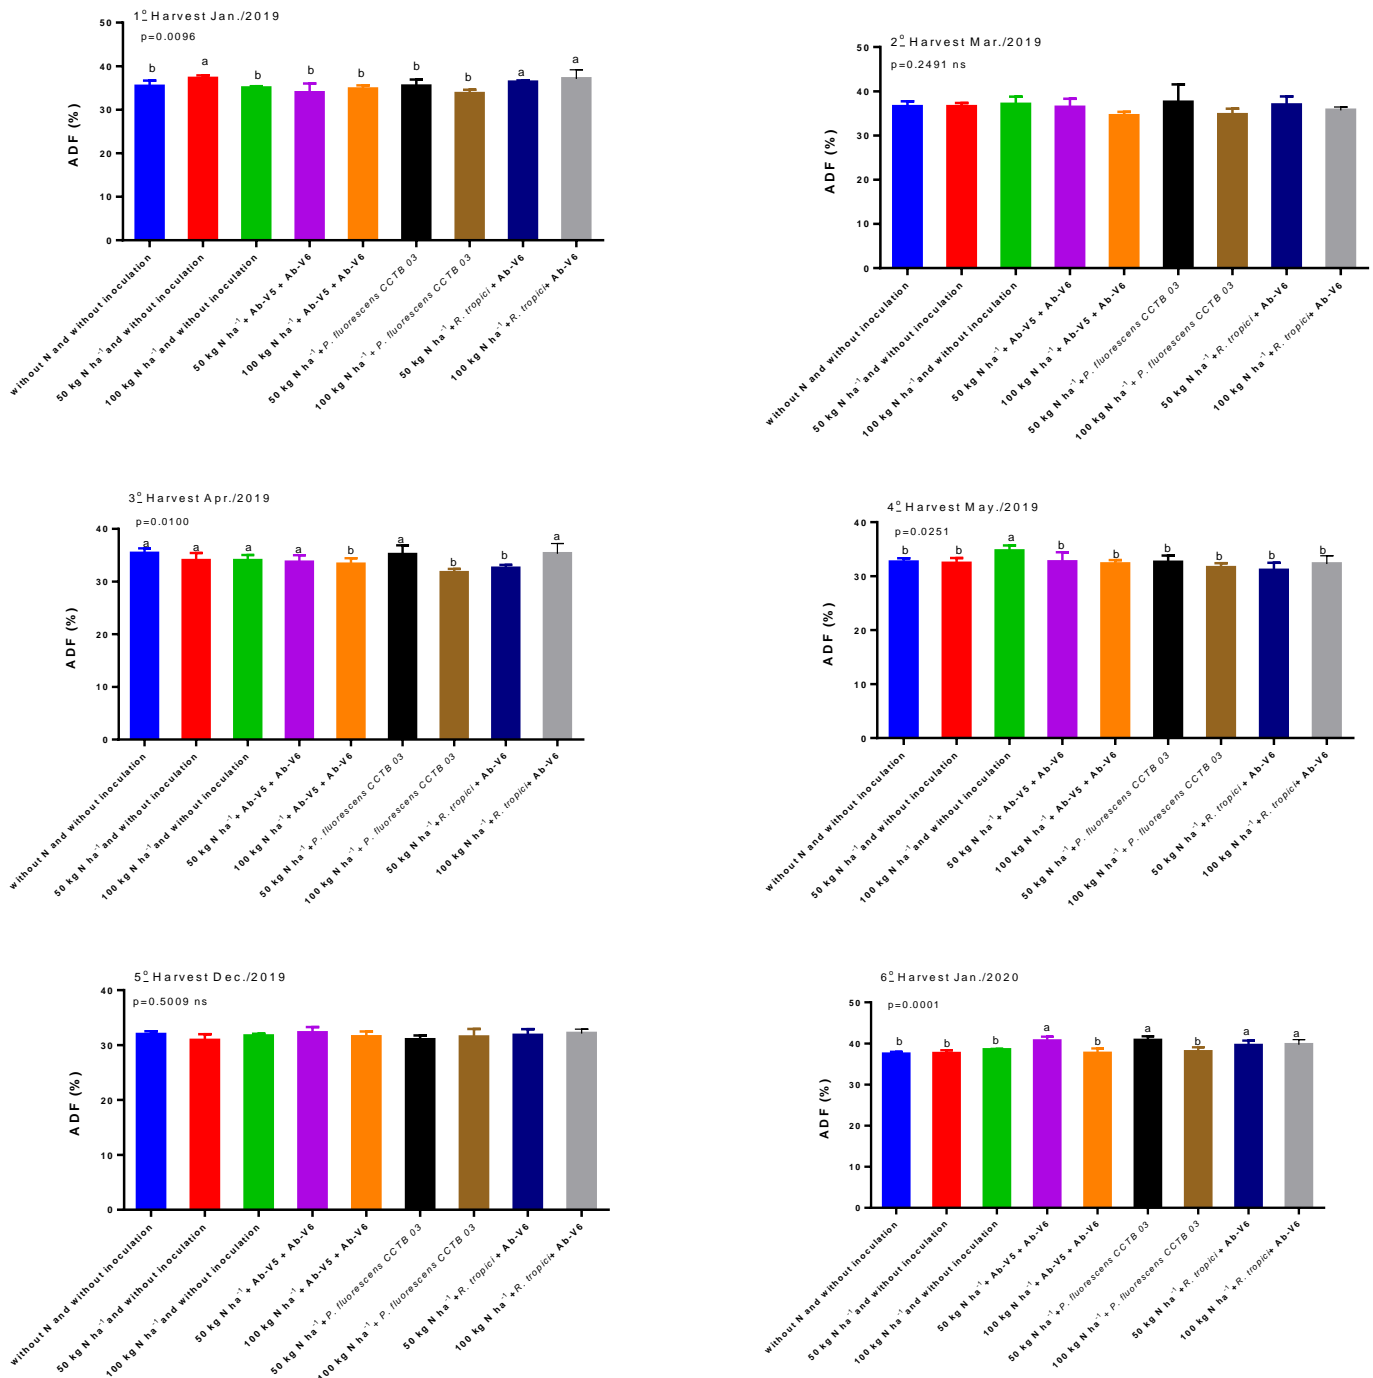 1º Harvest Jan./2019
p=0.0096
ADF (%)
50
40
30
20
10
0
b
a
b
b
b
b
b
a
a
without N and without inoculation
50 kg N ha⁻¹ and without inoculation
100 kg N ha⁻¹ and without inoculation
50 kg N ha⁻¹ + Ab-V5 + Ab-V6
100 kg N ha⁻¹ + Ab-V5 + Ab-V6
50 kg N ha⁻¹ + P. fluorescens CCTB 03
100 kg N ha⁻¹ + P. fluorescens CCTB 03
50 kg N ha⁻¹ + R. tropici + Ab-V6
100 kg N ha⁻¹ + R. tropici + Ab-V6
2º Harvest Mar./2019
p=0.2491 ns
ADF (%)
50
40
30
20
10
0
without N and without inoculation
50 kg N ha⁻¹ and without inoculation
100 kg N ha⁻¹ and without inoculation
50 kg N ha⁻¹ + Ab-V5 + Ab-V6
100 kg N ha⁻¹ + Ab-V5 + Ab-V6
50 kg N ha⁻¹ + P. fluorescens CCTB 03
100 kg N ha⁻¹ + P. fluorescens CCTB 03
50 kg N ha⁻¹ + R. tropici + Ab-V6
100 kg N ha⁻¹ + R. tropici + Ab-V6
3º Harvest Apr./2019
p=0.0100
ADF (%)
40
30
20
10
0
a
a
a
a
b
a
b
b
a
without N and without inoculation
50 kg N ha⁻¹ and without inoculation
100 kg N ha⁻¹ and without inoculation
50 kg N ha⁻¹ + Ab-V5 + Ab-V6
100 kg N ha⁻¹ + Ab-V5 + Ab-V6
50 kg N ha⁻¹ + P. fluorescens CCTB 03
100 kg N ha⁻¹ + P. fluorescens CCTB 03
50 kg N ha⁻¹ + R. tropici + Ab-V6
100 kg N ha⁻¹ + R. tropici + Ab-V6
4º Harvest May./2019
p=0.0251
ADF (%)
40
30
20
10
0
b
b
a
b
b
b
b
b
b
without N and without inoculation
50 kg N ha⁻¹ and without inoculation
100 kg N ha⁻¹ and without inoculation
50 kg N ha⁻¹ + Ab-V5 + Ab-V6
100 kg N ha⁻¹ + Ab-V5 + Ab-V6
50 kg N ha⁻¹ + P. fluorescens CCTB 03
100 kg N ha⁻¹ + P. fluorescens CCTB 03
50 kg N ha⁻¹ + R. tropici + Ab-V6
100 kg N ha⁻¹ + R. tropici + Ab-V6
5º Harvest Dec./2019
p=0.5009 ns
ADF (%)
40
30
20
10
0
without N and without inoculation
50 kg N ha⁻¹ and without inoculation
100 kg N ha⁻¹ and without inoculation
50 kg N ha⁻¹ + Ab-V5 + Ab-V6
100 kg N ha⁻¹ + Ab-V5 + Ab-V6
50 kg N ha⁻¹ + P. fluorescens CCTB 03
100 kg N ha⁻¹ + P. fluorescens CCTB 03
50 kg N ha⁻¹ + R. tropici + Ab-V6
100 kg N ha⁻¹ + R. tropici + Ab-V6
6º Harvest Jan./2020
p=0.0001
ADF (%)
50
40
30
20
10
0
b
b
b
a
b
a
b
a
a
without N and without inoculation
50 kg N ha⁻¹ and without inoculation
100 kg N ha⁻¹ and without inoculation
50 kg N ha⁻¹ + Ab-V5 + Ab-V6
100 kg N ha⁻¹ + Ab-V5 + Ab-V6
50 kg N ha⁻¹ + P. fluorescens CCTB 03
100 kg N ha⁻¹ + P. fluorescens CCTB 03
50 kg N ha⁻¹ + R. tropici + Ab-V6
100 kg N ha⁻¹ + R. tropici + Ab-V6